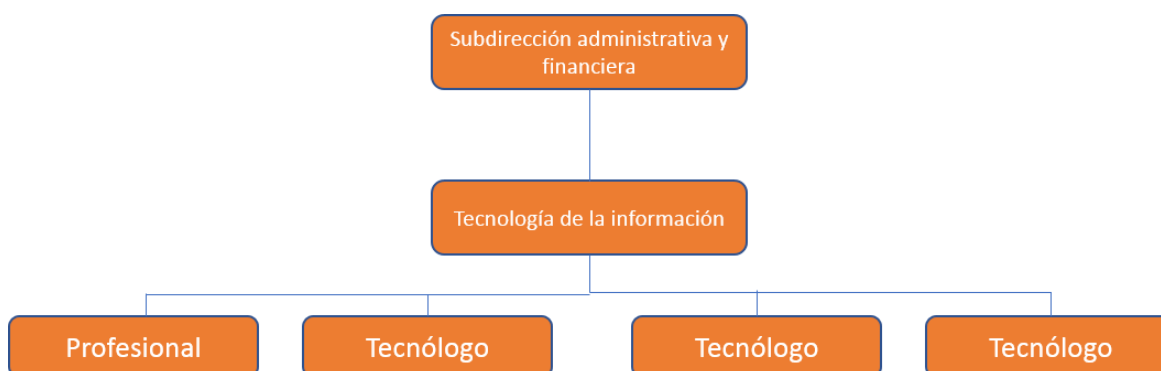 Subdirección administrativa y
financiera
Tecnología de la información
Profesional
Tecnólogo
Tecnólogo
Tecnólogo